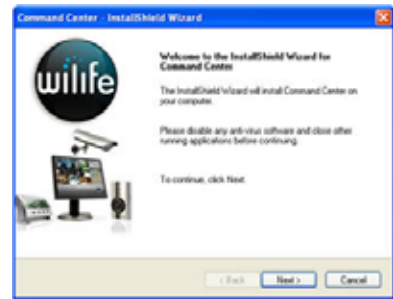 Command Center - InstallShield Wizard
wilife
Welcome to the InstallShield Wizard for
Command Center
The InstallShield Wizard will install Command Center on
your computer.
Please disable any anti-virus software and close other
running applications before continuing.
To continue, click Next.
< Back
Next >
Cancel